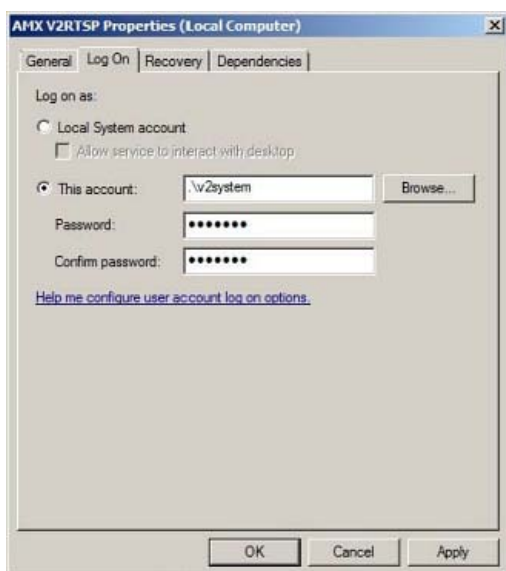 AMX V2RTSP Properties (Local Computer)
General Log On Recovery Dependencies
Log on as:
Local System account
Allow service to interact with desktop
This account: .\v2system Browse...
Password: •••••••
Confirm password: •••••••
Help me configure user account log on options.
OK Cancel Apply